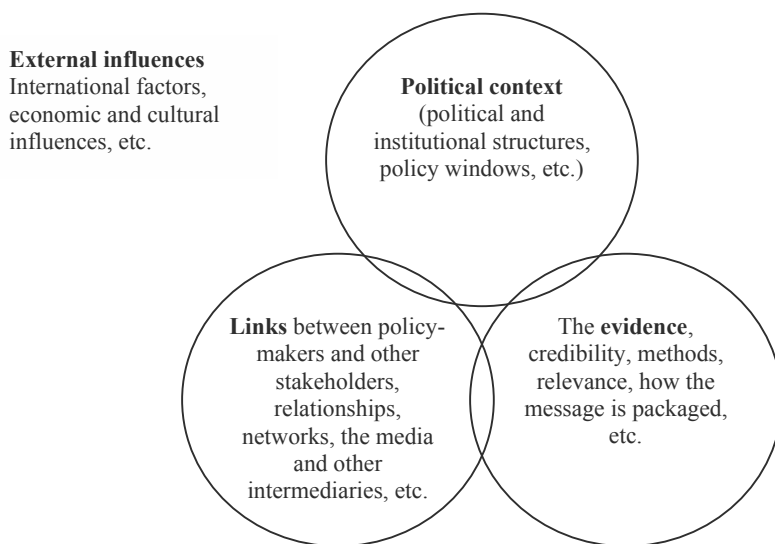 External influences
International factors,
economic and cultural
influences, etc.
Political context
(political and
institutional structures,
policy windows, etc.)
Links between policy-
makers and other
stakeholders,
relationships,
networks, the media
and other
intermediaries, etc.
The evidence,
credibility, methods,
relevance, how the
message is packaged,
etc.